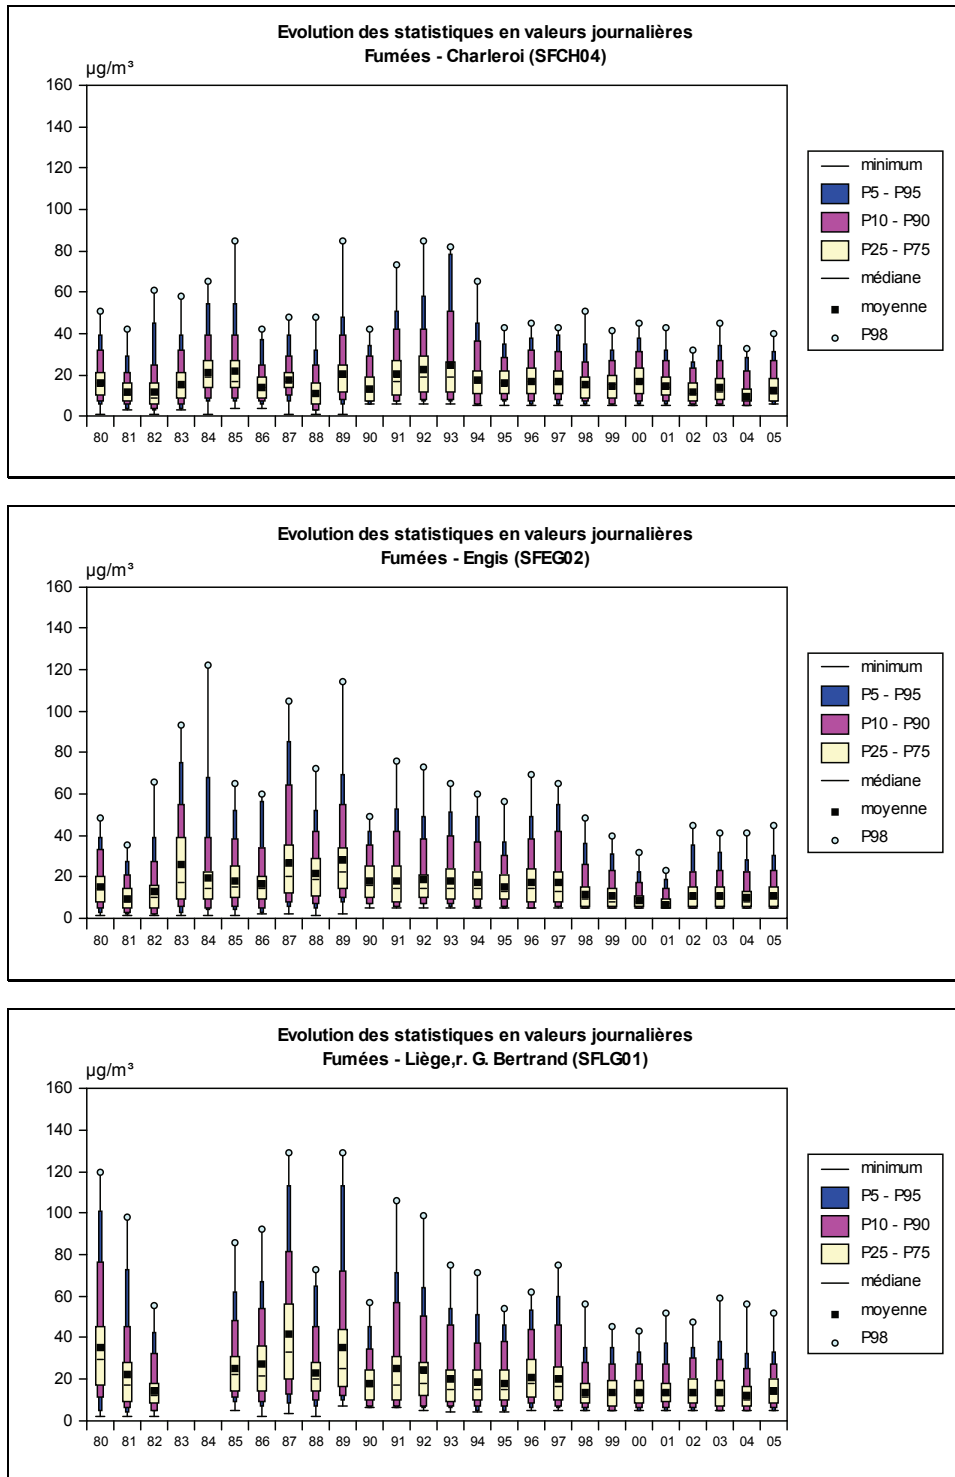 Evolution des statistiques en valeurs journalières
Fumées - Charleroi (SFCH04)
µg/m³
160
140
120
100
80
60
40
20
0
80 81 82 83 84 85 86 87 88 89 90 91 92 93 94 95 96 97 98 99 00 01 02 03 04 05
minimum
P5 - P95
P10 - P90
P25 - P75
médiane
moyenne
P98
Evolution des statistiques en valeurs journalières
Fumées - Engis (SFEG02)
µg/m³
160
140
120
100
80
60
40
20
0
80 81 82 83 84 85 86 87 88 89 90 91 92 93 94 95 96 97 98 99 00 01 02 03 04 05
minimum
P5 - P95
P10 - P90
P25 - P75
médiane
moyenne
P98
Evolution des statistiques en valeurs journalières
Fumées - Liège,r. G. Bertrand (SFLG01)
µg/m³
160
140
120
100
80
60
40
20
0
80 81 82 83 84 85 86 87 88 89 90 91 92 93 94 95 96 97 98 99 00 01 02 03 04 05
minimum
P5 - P95
P10 - P90
P25 - P75
médiane
moyenne
P98